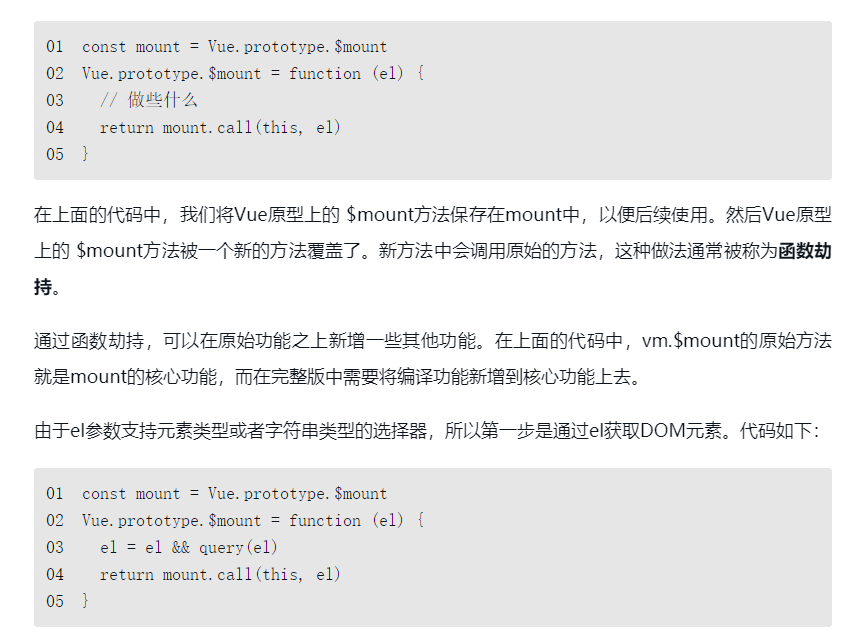 01  const mount = Vue.prototype.$mount
02  Vue.prototype.$mount = function (el) {
03    // 做些什么
04    return mount.call(this, el)
05  }
在上面的代码中，我们将Vue原型上的 $mount方法保存在mount中，以便后续使用。然后Vue原型
上的 $mount方法被一个新的方法覆盖了。新方法中会调用原始的方法，这种做法通常被称为函数劫
持。
通过函数劫持，可以在原始功能之上新增一些其他功能。在上面的代码中，vm.$mount的原始方法
就是mount的核心功能，而在完整版中需要将编译功能新增到核心功能上去。
由于el参数支持元素类型或者字符串类型的选择器，所以第一步是通过el获取DOM元素。代码如下：
01  const mount = Vue.prototype.$mount
02  Vue.prototype.$mount = function (el) {
03    el = el && query(el)
04    return mount.call(this, el)
05  }